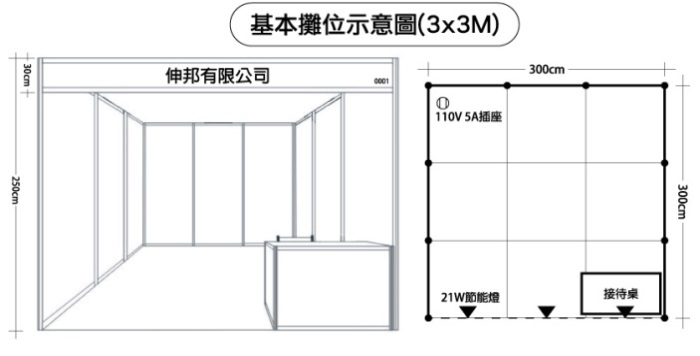 基本攤位示意圖(3x3M)
30cm
伸邦有限公司
0001
250cm
300cm
110V 5A插座
300cm
21W節能燈
接待桌